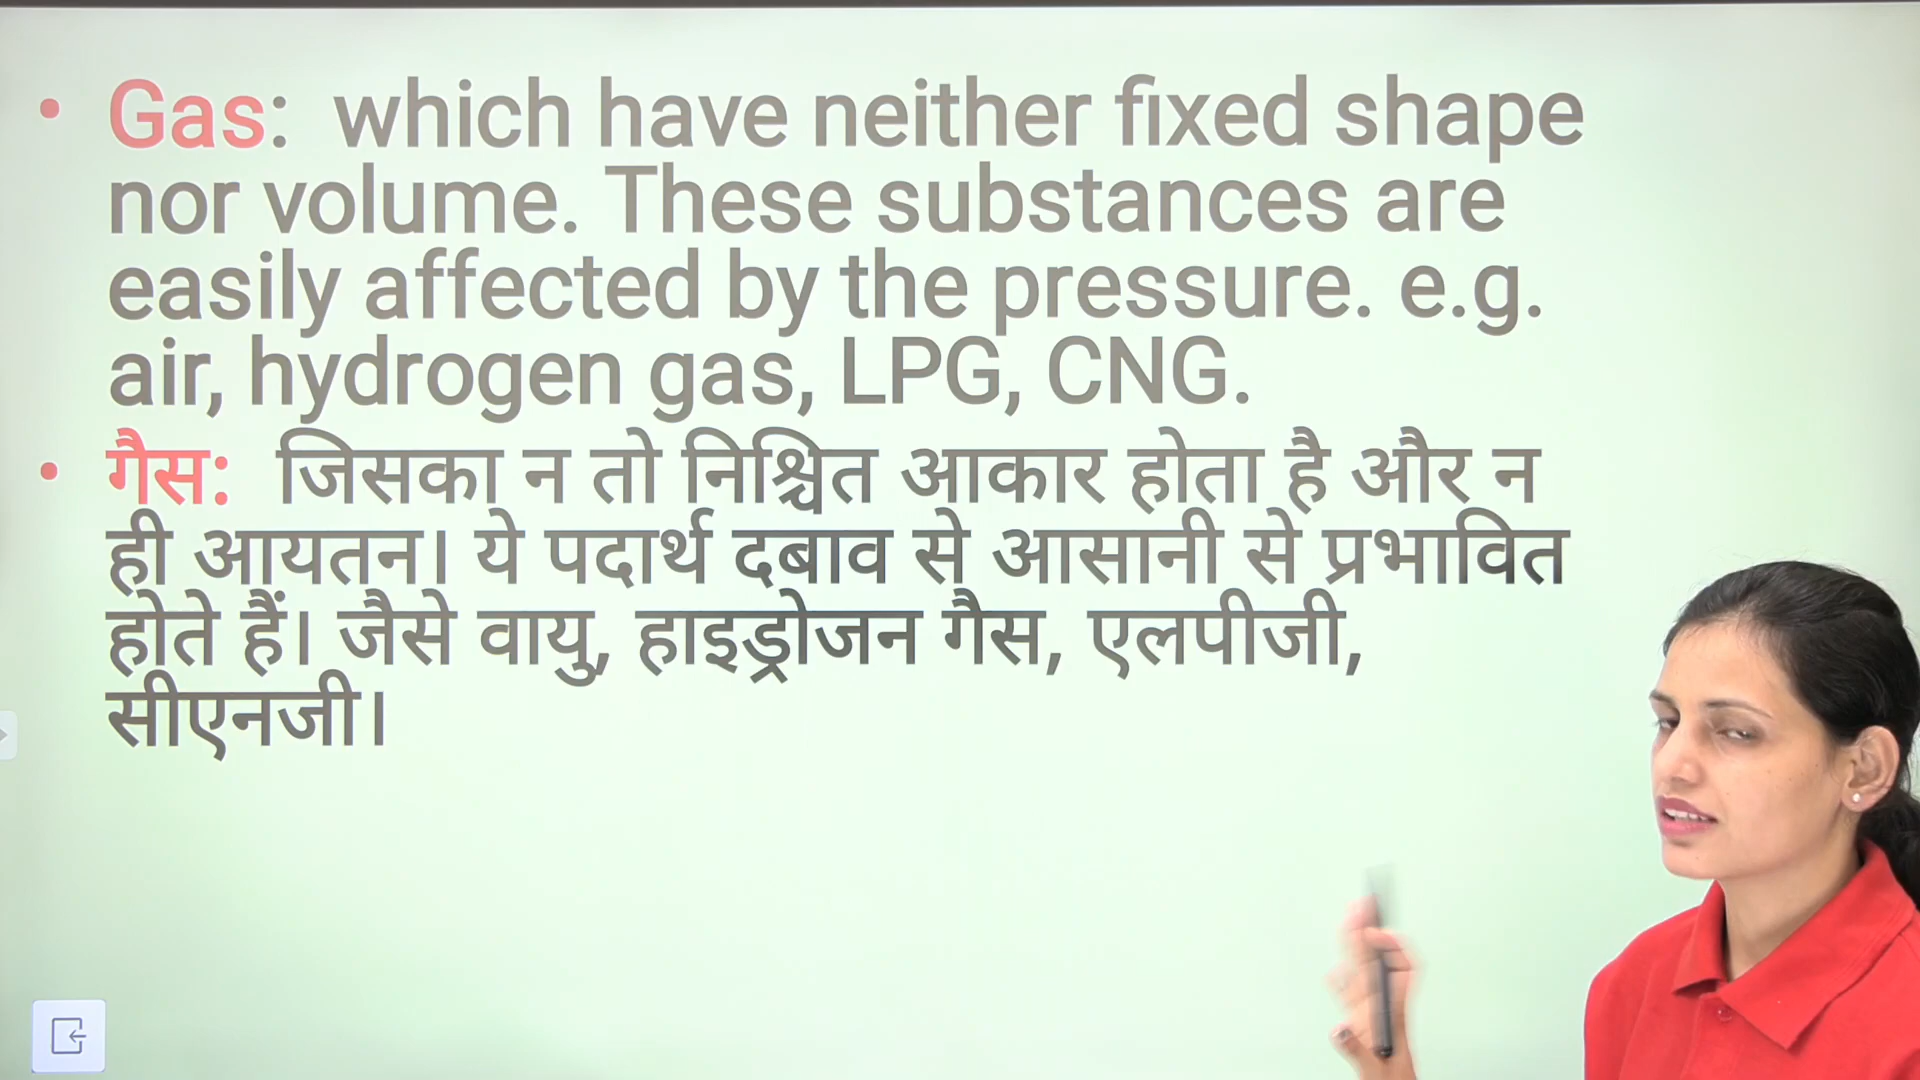 • Gas: which have neither fixed shape
nor volume. These substances are
easily affected by the pressure. e.g.
air, hydrogen gas, LPG, CNG.
• गैस: जिसका न तो निश्चित आकार होता है और न
ही आयतन। ये पदार्थ दबाव से आसानी से प्रभावित
होते हैं। जैसे वायु, हाइड्रोजन गैस, एलपीजी,
सीएनजी।